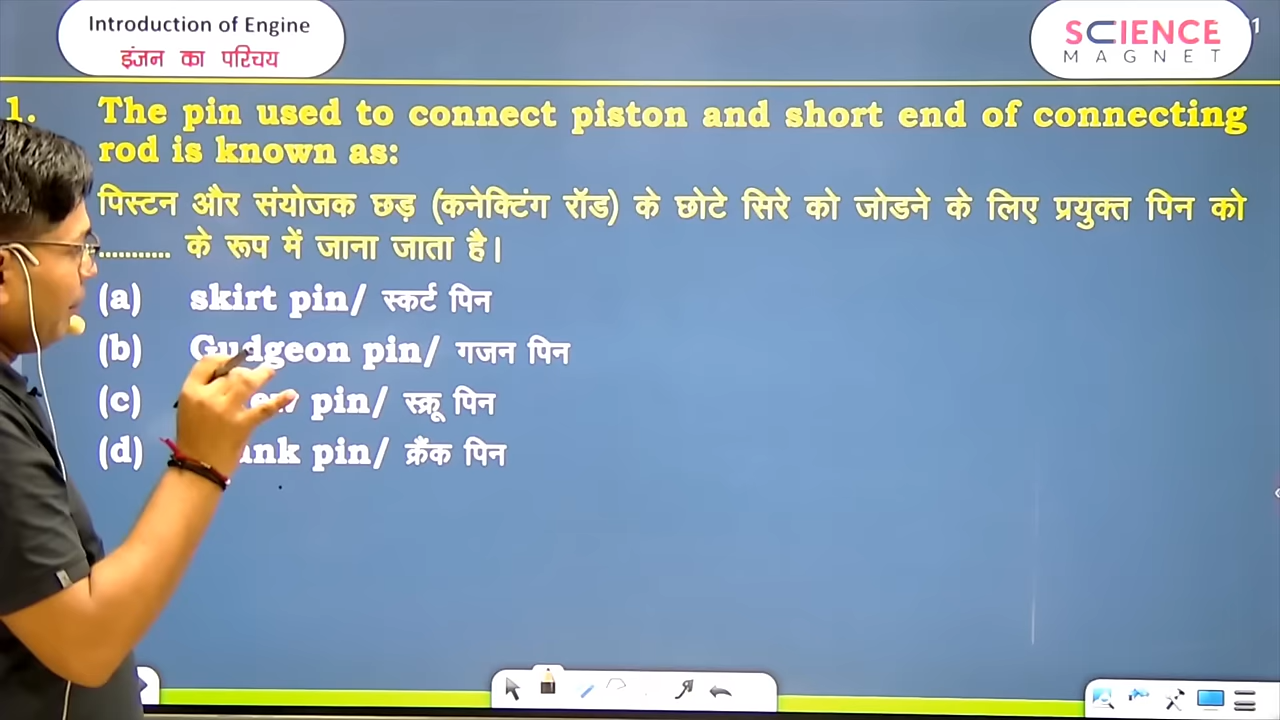 Introduction of Engine
इंजन का परिचय
SCIENCE
MAGNET
1
1. The pin used to connect piston and short end of connecting
rod is known as:
पिस्टन और संयोजक छड़ (कनेक्टिंग रॉड) के छोटे सिरे को जोडने के लिए प्रयुक्त पिन को
........... के रूप में जाना जाता है।
(a) skirt pin/ स्कर्ट पिन
(b) Gudgeon pin/ गजन पिन
(c) pin/ स्क्रू पिन
(d) pin/ क्रैंक पिन